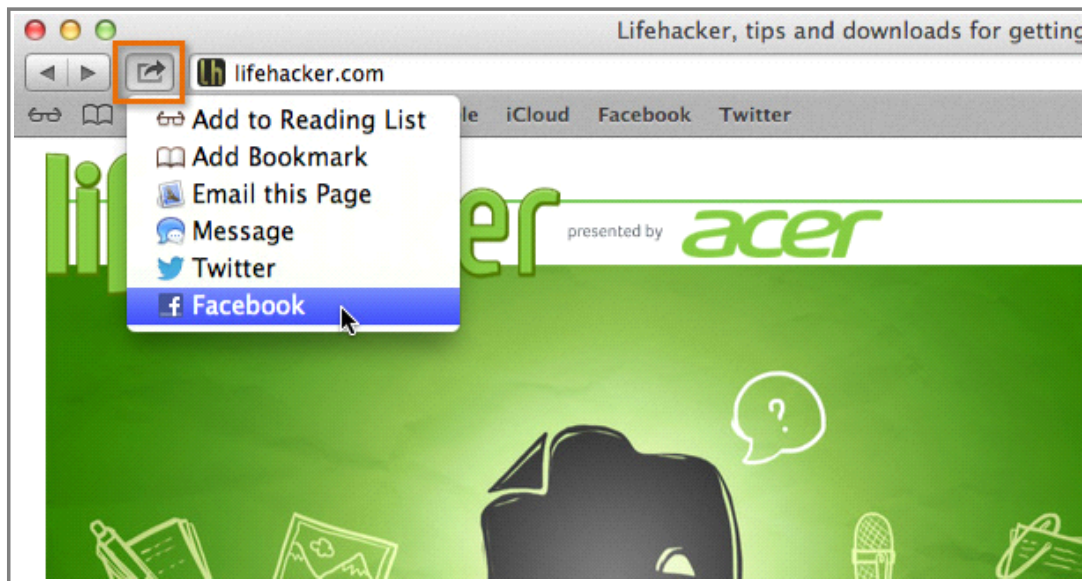 Lifehacker, tips and downloads for getting
lh lifehacker.com
iCloud Facebook Twitter
Add to Reading List
Add Bookmark
Email this Page
Message
Twitter
f Facebook
presented by acer
?